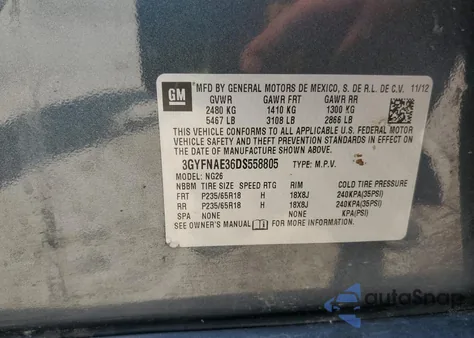 GM
MFD BY GENERAL MOTORS DE MEXICO, S. DE R.L. DE C.V. 11/12
GVWR GAWR FRT GAWR RR
2480 KG 1410 KG 1300 KG
5467 LB 3108 LB 2866 LB
THIS VEHICLE CONFORMS TO ALL APPLICABLE U.S. FEDERAL MOTOR
VEHICLE SAFETY AND THEFT PREVENTION STANDARDS IN EFFECT ON
THE DATE OF MANUFACTURE SHOWN ABOVE.
3GYFNAE36DS558805 TYPE: M.P.V.
MODEL: NG26
NBBM TIRE SIZE SPEED RTG RIM COLD TIRE PRESSURE
FRT P235/65R18 H 18X8J 240KPA(35PSI)
RR P235/65R18 H 18X8J 240KPA(35PSI)
SPA NONE NONE NONE KPA(PSI)
SEE OWNER'S MANUAL FOR MORE INFORMATION.
autoSnap